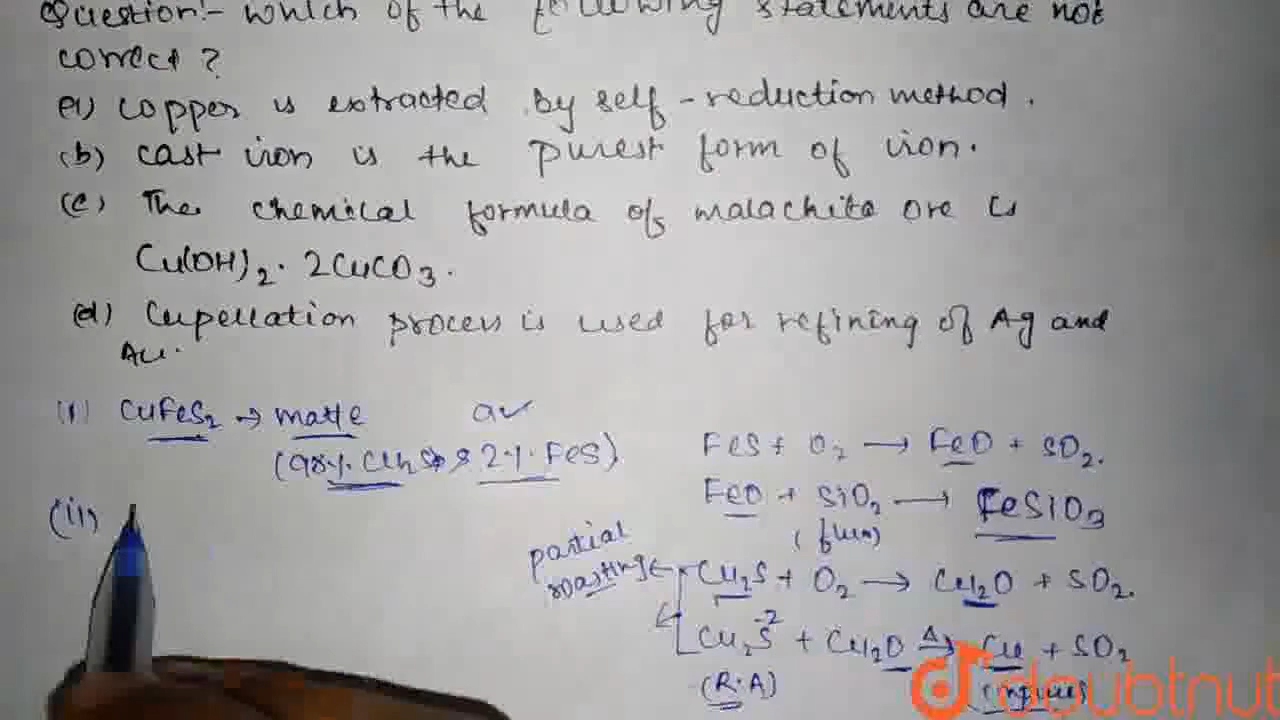 Question:- Which of the following statements are not
correct?
(a) copper is extracted by self-reduction method.
(b) cast iron is the purest form of iron.
(c) The chemical formula of malachite ore is
Cu(OH)2. 2CuCO3.
(d) Cupellation process is used for refining of Ag and
Au.
(i) CuFeS2 → matte a✓
(98% Cu2S + 2% FeS)
FeS + O2 → FeO + SO2.
FeO + SiO2 → FeSiO3
(flux)
(ii)
partial
roasting
Cu2S + O2 → Cu2O + SO2.
Cu2S-2 + Cu2O Δ→ Cu + SO2
(R.A) (impure)
doubtnut